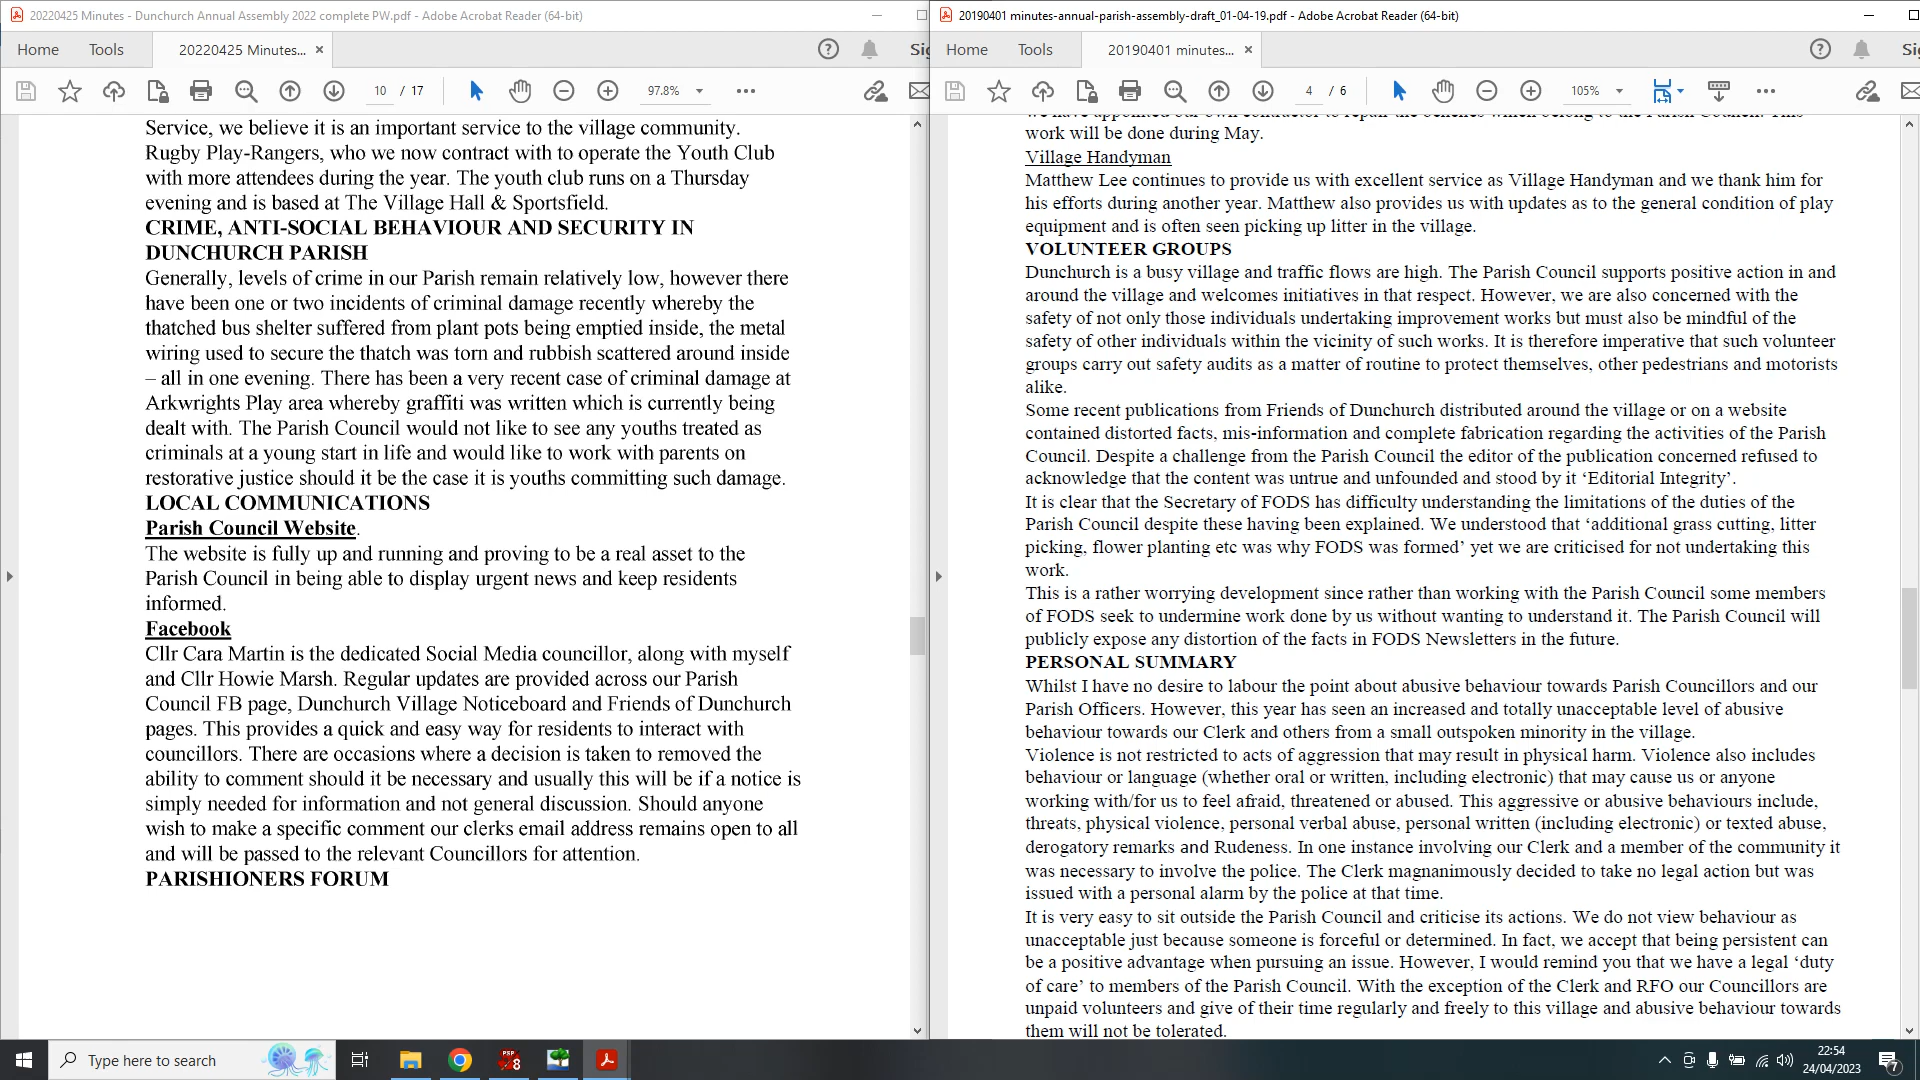 20220425 Minutes - Dunchurch Annual Assembly 2022 complete PW.pdf - Adobe Acrobat Reader (64-bit)
Home
Tools
20220425 Minutes... ×
10 / 17
97.8%
Service, we believe it is an important service to the village community.
Rugby Play-Rangers, who we now contract with to operate the Youth Club
with more attendees during the year. The youth club runs on a Thursday
evening and is based at The Village Hall & Sportsfield.
CRIME, ANTI-SOCIAL BEHAVIOUR AND SECURITY IN
DUNCHURCH PARISH
Generally, levels of crime in our Parish remain relatively low, however there
have been one or two incidents of criminal damage recently whereby the
thatched bus shelter suffered from plant pots being emptied inside, the metal
wiring used to secure the thatch was torn and rubbish scattered around inside
– all in one evening. There has been a very recent case of criminal damage at
Arkwrights Play area whereby graffiti was written which is currently being
dealt with. The Parish Council would not like to see any youths treated as
criminals at a young start in life and would like to work with parents on
restorative justice should it be the case it is youths committing such damage.
LOCAL COMMUNICATIONS
Parish Council Website.
The website is fully up and running and proving to be a real asset to the
Parish Council in being able to display urgent news and keep residents
informed.
Facebook
Cllr Cara Martin is the dedicated Social Media councillor, along with myself
and Cllr Howie Marsh. Regular updates are provided across our Parish
Council FB page, Dunchurch Village Noticeboard and Friends of Dunchurch
pages. This provides a quick and easy way for residents to interact with
councillors. There are occasions where a decision is taken to removed the
ability to comment should it be necessary and usually this will be if a notice is
simply needed for information and not general discussion. Should anyone
wish to make a specific comment our clerks email address remains open to all
and will be passed to the relevant Councillors for attention.
PARISHIONERS FORUM
20190401 minutes-annual-parish-assembly-draft_01-04-19.pdf - Adobe Acrobat Reader (64-bit)
Home
Tools
20190401 minutes... ×
4 / 6
105%
we have appointed our own contractor to repair the benches which belong to the Parish Council. This
work will be done during May.
Village Handyman
Matthew Lee continues to provide us with excellent service as Village Handyman and we thank him for
his efforts during another year. Matthew also provides us with updates as to the general condition of play
equipment and is often seen picking up litter in the village.
VOLUNTEER GROUPS
Dunchurch is a busy village and traffic flows are high. The Parish Council supports positive action in and
around the village and welcomes initiatives in that respect. However, we are also concerned with the
safety of not only those individuals undertaking improvement works but must also be mindful of the
safety of other individuals within the vicinity of such works. It is therefore imperative that such volunteer
groups carry out safety audits as a matter of routine to protect themselves, other pedestrians and motorists
alike.
Some recent publications from Friends of Dunchurch distributed around the village or on a website
contained distorted facts, mis-information and complete fabrication regarding the activities of the Parish
Council. Despite a challenge from the Parish Council the editor of the publication concerned refused to
acknowledge that the content was untrue and unfounded and stood by it ‘Editorial Integrity’.
It is clear that the Secretary of FODS has difficulty understanding the limitations of the duties of the
Parish Council despite these having been explained. We understood that ‘additional grass cutting, litter
picking, flower planting etc was why FODS was formed’ yet we are criticised for not undertaking this
work.
This is a rather worrying development since rather than working with the Parish Council some members
of FODS seek to undermine work done by us without wanting to understand it. The Parish Council will
publicly expose any distortion of the facts in FODS Newsletters in the future.
PERSONAL SUMMARY
Whilst I have no desire to labour the point about abusive behaviour towards Parish Councillors and our
Parish Officers. However, this year has seen an increased and totally unacceptable level of abusive
behaviour towards our Clerk and others from a small outspoken minority in the village.
Violence is not restricted to acts of aggression that may result in physical harm. Violence also includes
behaviour or language (whether oral or written, including electronic) that may cause us or anyone
working with/for us to feel afraid, threatened or abused. This aggressive or abusive behaviours include,
threats, physical violence, personal verbal abuse, personal written (including electronic) or texted abuse,
derogatory remarks and Rudeness. In one instance involving our Clerk and a member of the community it
was necessary to involve the police. The Clerk magnanimously decided to take no legal action but was
issued with a personal alarm by the police at that time.
It is very easy to sit outside the Parish Council and criticise its actions. We do not view behaviour as
unacceptable just because someone is forceful or determined. In fact, we accept that being persistent can
be a positive advantage when pursuing an issue. However, I would remind you that we have a legal ‘duty
of care’ to members of the Parish Council. With the exception of the Clerk and RFO our Councillors are
unpaid volunteers and give of their time regularly and freely to this village and abusive behaviour towards
them will not be tolerated.
Type here to search
PSP
8
22:54
24/04/2023
7